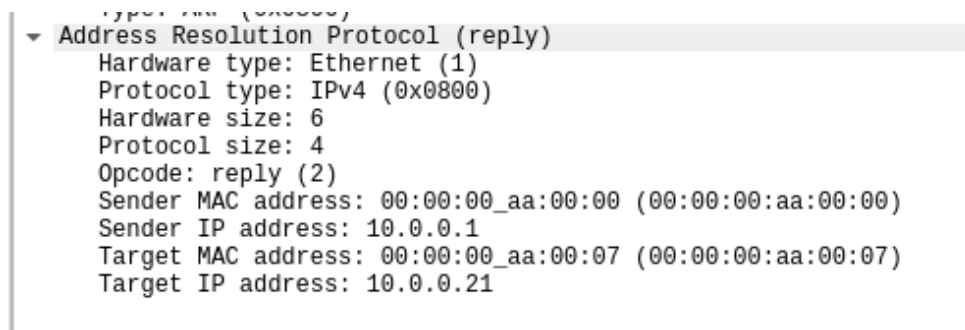 Address Resolution Protocol (reply)
Hardware type: Ethernet (1)
Protocol type: IPv4 (0x0800)
Hardware size: 6
Protocol size: 4
Opcode: reply (2)
Sender MAC address: 00:00:00_aa:00:00 (00:00:00:aa:00:00)
Sender IP address: 10.0.0.1
Target MAC address: 00:00:00_aa:00:07 (00:00:00:aa:00:07)
Target IP address: 10.0.0.21